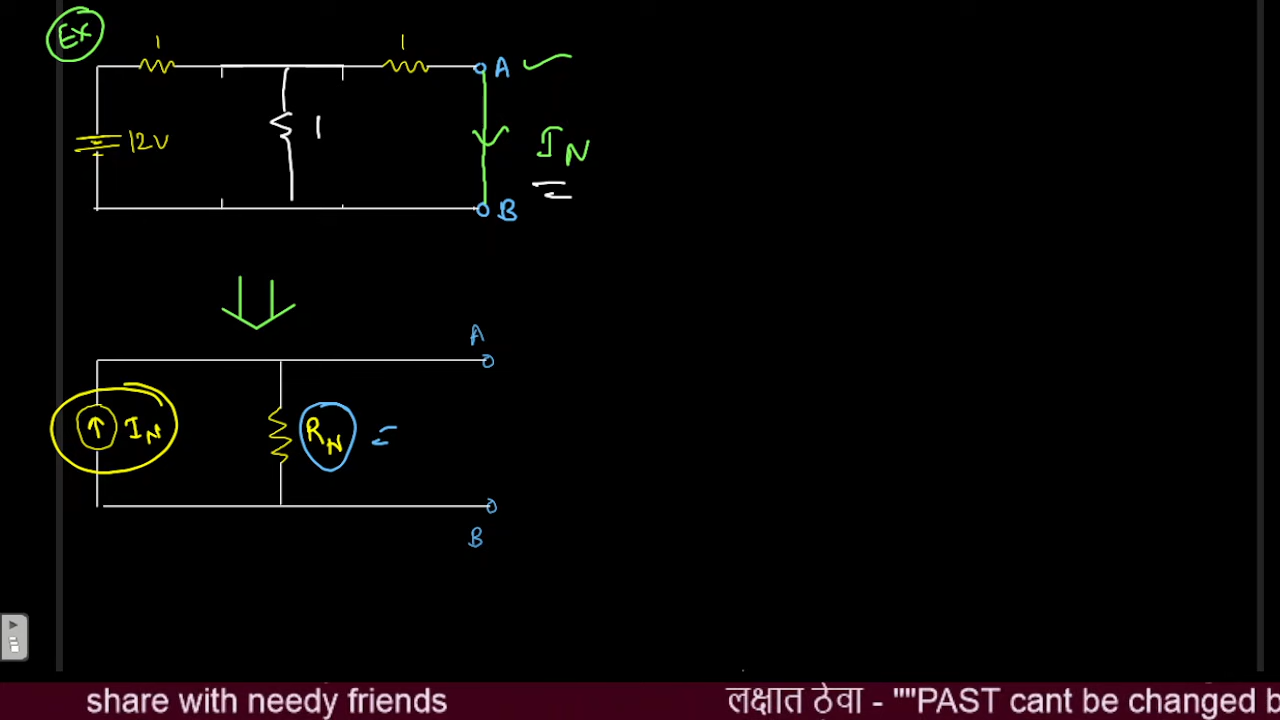 EX
1
1
A
12V
1
I_N
B
A
I_N
R_N =
B
share with needy friends
लक्षात ठेवा - ""PAST cant be changed b